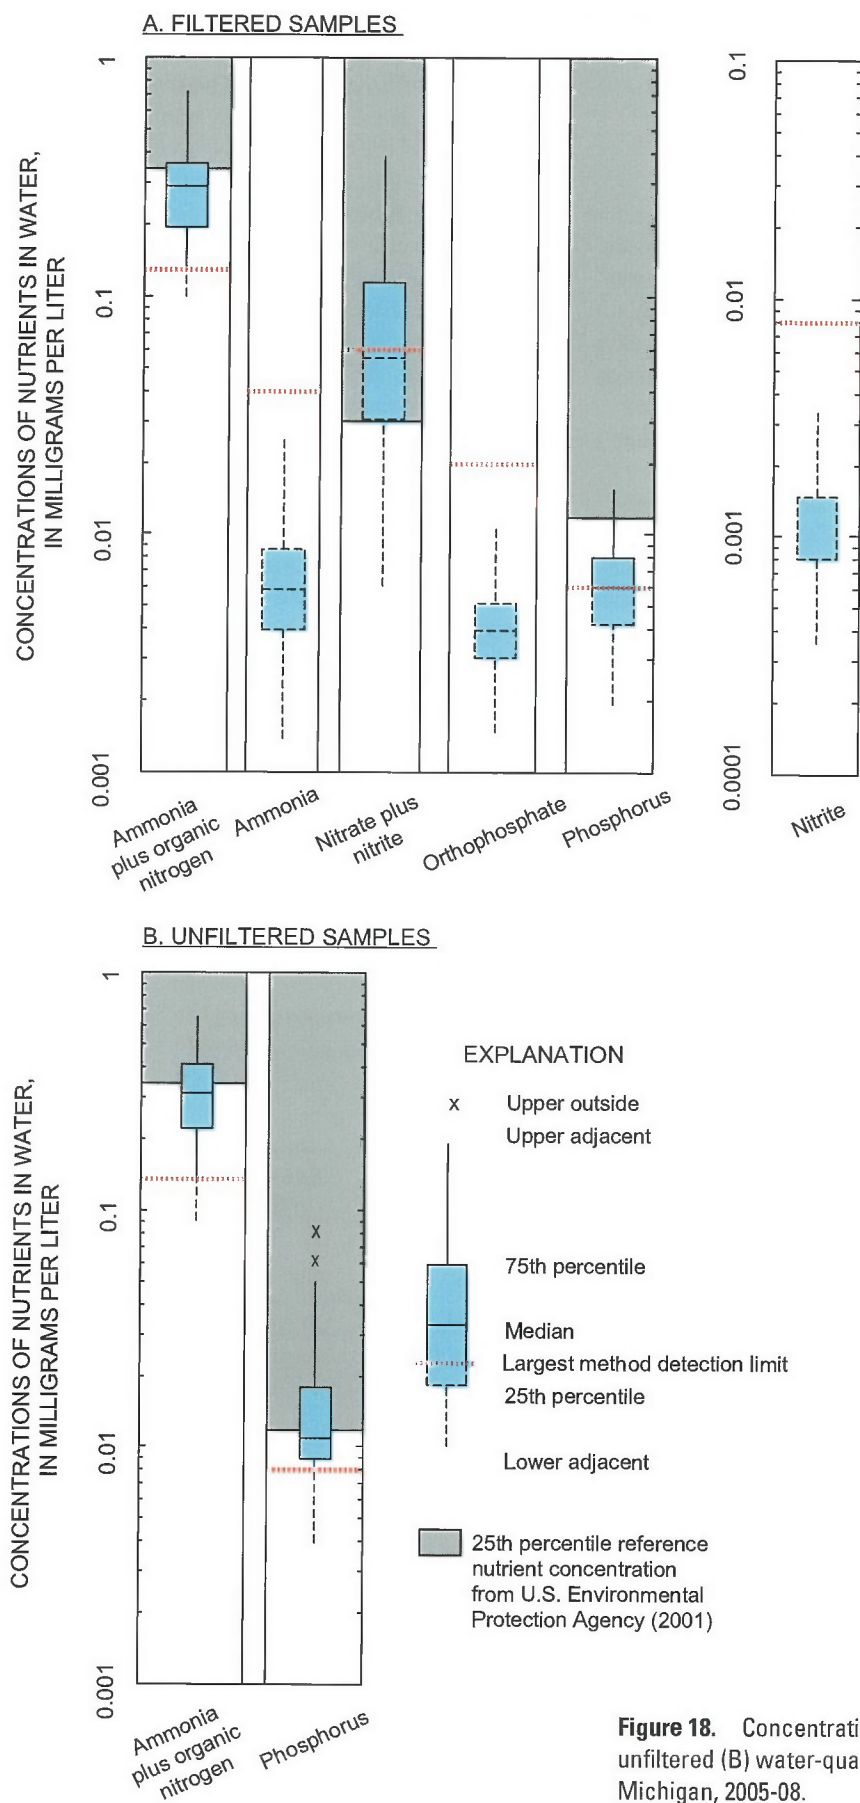 A. FILTERED SAMPLES
CONCENTRATIONS OF NUTRIENTS IN WATER,
IN MILLIGRAMS PER LITER
1
0.1
0.01
0.001
Ammonia
plus organic
nitrogen
Ammonia
Nitrate plus
nitrite
Orthophosphate
Phosphorus
0.1
0.01
0.001
0.0001
Nitrite
B. UNFILTERED SAMPLES
CONCENTRATIONS OF NUTRIENTS IN WATER,
IN MILLIGRAMS PER LITER
1
0.1
0.01
0.001
x
x
Ammonia
plus organic
nitrogen
Phosphorus
EXPLANATION
x Upper outside
Upper adjacent
75th percentile
Median
Largest method detection limit
25th percentile
Lower adjacent
25th percentile reference
nutrient concentration
from U.S. Environmental
Protection Agency (2001)
Figure 18. Concentrati
unfiltered (B) water-qua
Michigan, 2005-08.